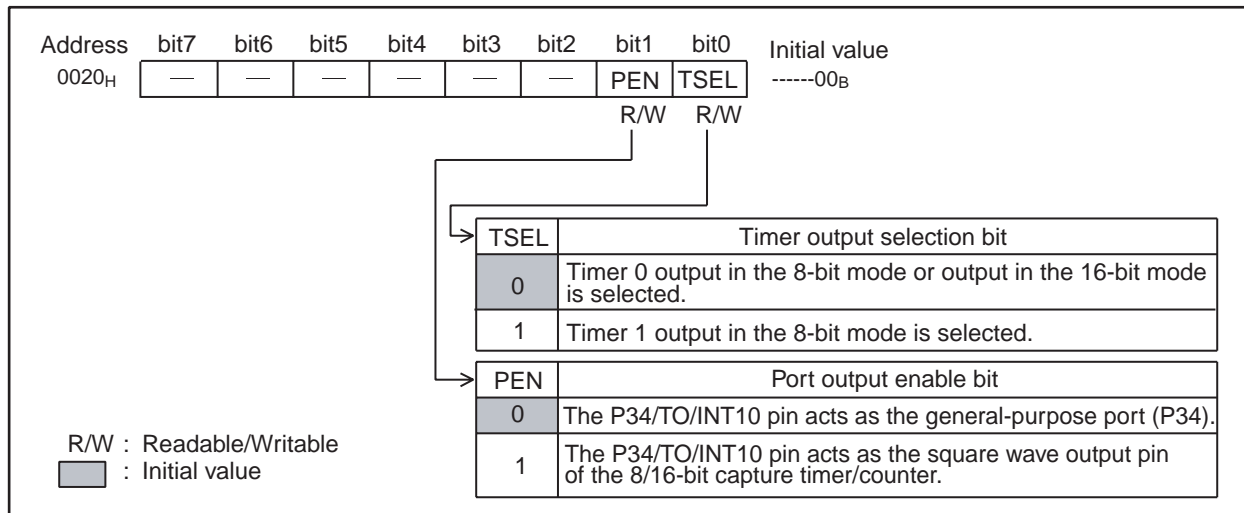 Address bit7 bit6 bit5 bit4 bit3 bit2 bit1 bit0 Initial value
0020H — — — — — — PEN TSEL ------00B
R/W R/W
TSEL Timer output selection bit
0 Timer 0 output in the 8-bit mode or output in the 16-bit mode
is selected.
1 Timer 1 output in the 8-bit mode is selected.
PEN Port output enable bit
0 The P34/TO/INT10 pin acts as the general-purpose port (P34).
1 The P34/TO/INT10 pin acts as the square wave output pin
of the 8/16-bit capture timer/counter.
R/W : Readable/Writable
: Initial value